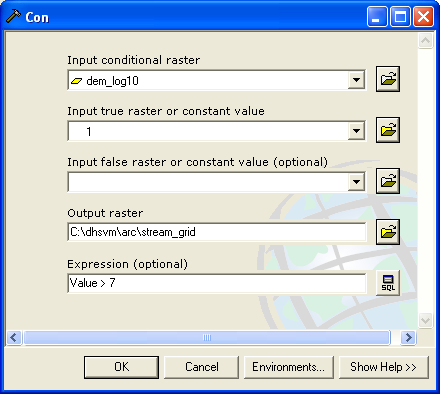 Con
Input conditional raster
dem_log10
Input true raster or constant value
1
Input false raster or constant value (optional)
Output raster
C:\dhsvm\arc\stream_grid
Expression (optional)
Value > 7
SQL
OK
Cancel
Environments...
Show Help >>